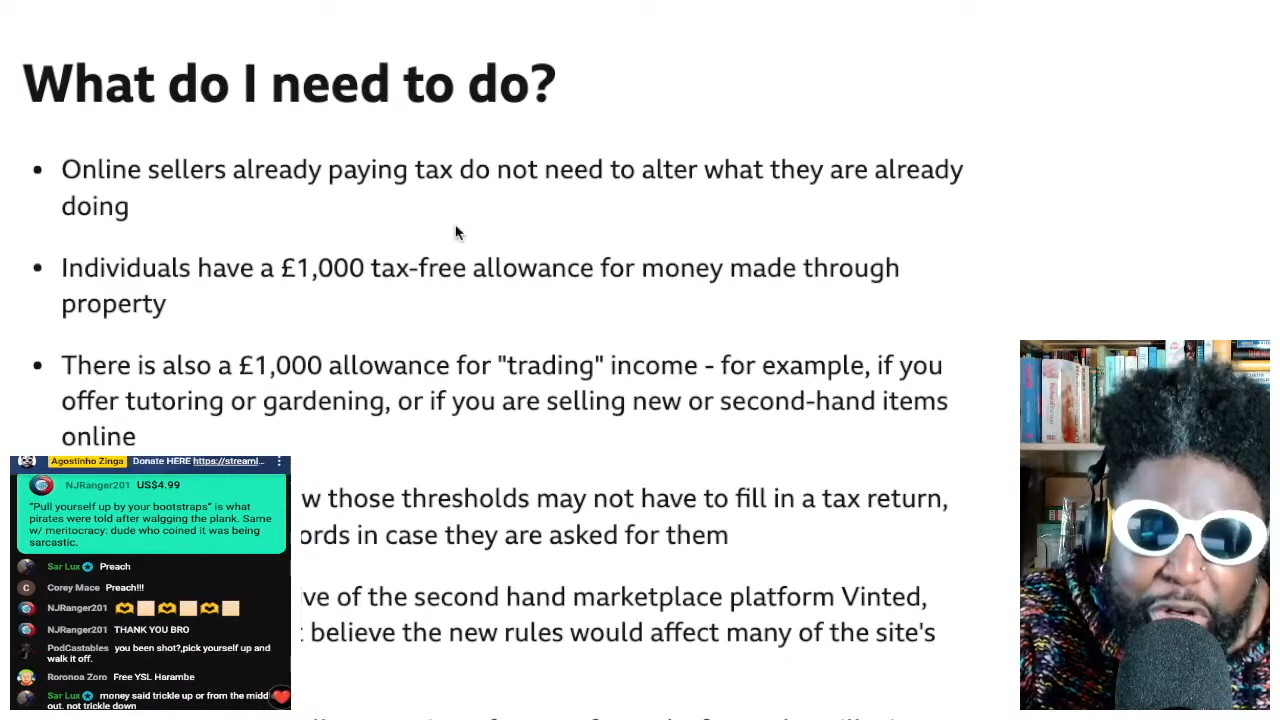 What do I need to do?
• Online sellers already paying tax do not need to alter what they are already
doing
• Individuals have a £1,000 tax-free allowance for money made through
property
• There is also a £1,000 allowance for "trading" income - for example, if you
offer tutoring or gardening, or if you are selling new or second-hand items
online
w those thresholds may not have to fill in a tax return,
ords in case they are asked for them
ive of the second hand marketplace platform Vinted,
believe the new rules would affect many of the site's
Agostinho Zinga Donate HERE https://streaml...
NJRanger201 US$4.99
"Pull yourself up by your bootstraps" is what
pirates were told after walgging the plank. Same
w/ meritocracy: dude who coined it was being
sarcastic.
Sar Lux Preach
Corey Mace Preach!!!
NJRanger201
NJRanger201 THANK YOU BRO
PodCastables you been shot?,pick yourself up and
walk it off.
Roronoa Zoro Free YSL Harambe
Sar Lux money said trickle up or from the middl
out. not trickle down